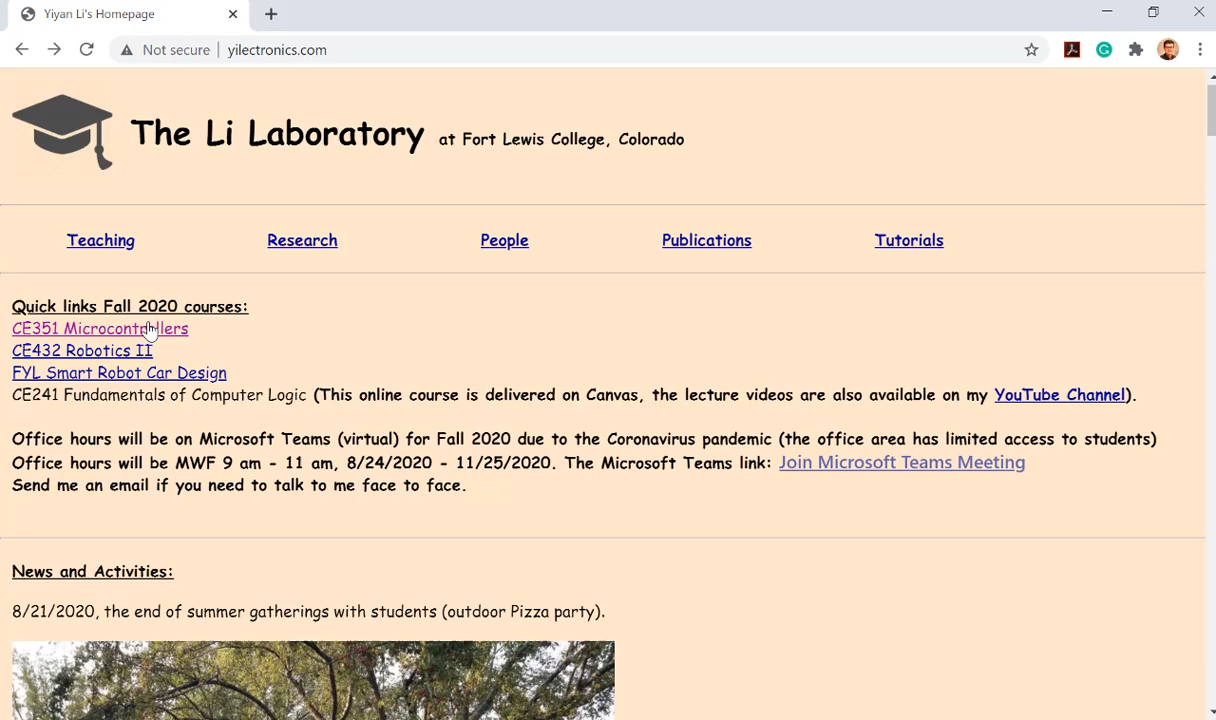 Yiyan Li's Homepage
Not secure | yilectronics.com
The Li Laboratory at Fort Lewis College, Colorado
Teaching Research People Publications Tutorials
Quick links Fall 2020 courses:
CE351 Microcontrollers
CE432 Robotics II
FYL Smart Robot Car Design
CE241 Fundamentals of Computer Logic (This online course is delivered on Canvas, the lecture videos are also available on my YouTube Channel).
Office hours will be on Microsoft Teams (virtual) for Fall 2020 due to the Coronavirus pandemic (the office area has limited access to students)
Office hours will be MWF 9 am - 11 am, 8/24/2020 - 11/25/2020. The Microsoft Teams link: Join Microsoft Teams Meeting
Send me an email if you need to talk to me face to face.
News and Activities:
8/21/2020, the end of summer gatherings with students (outdoor Pizza party).